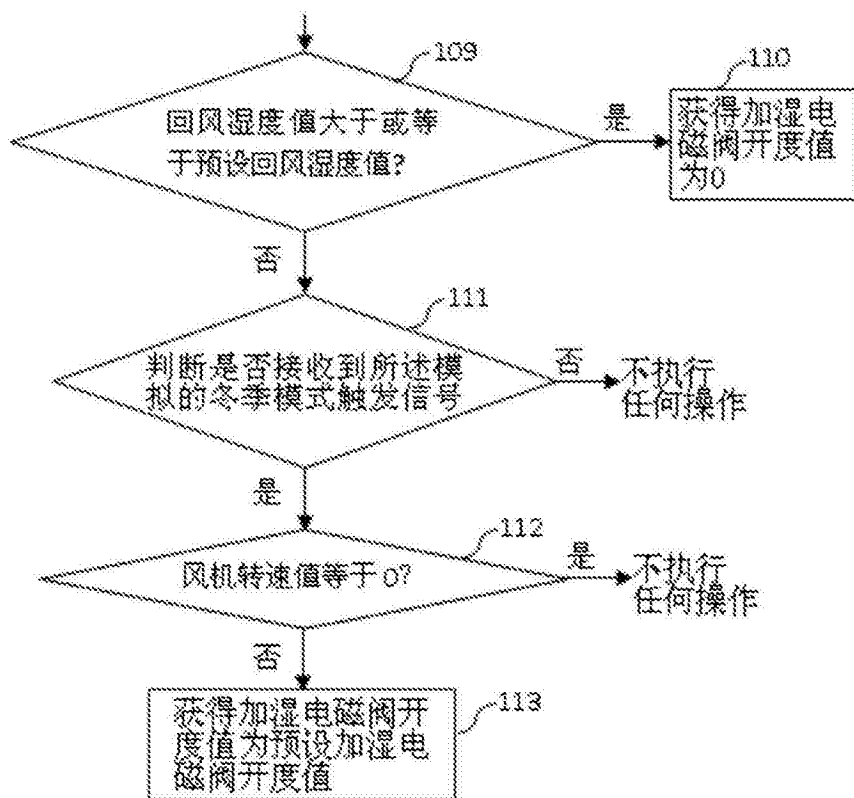 109
回风湿度值大于或等
于预设回风湿度值?
是
110
获得加湿电
磁阀开度值
为0
否
111
判断是否接收到所述模
拟的冬季模式触发信号
否
不执行
任何操作
是
112
风机转速值等于0?
是
不执行
任何操作
否
113
获得加湿电磁阀开
度值为预设加湿电
磁阀开度值